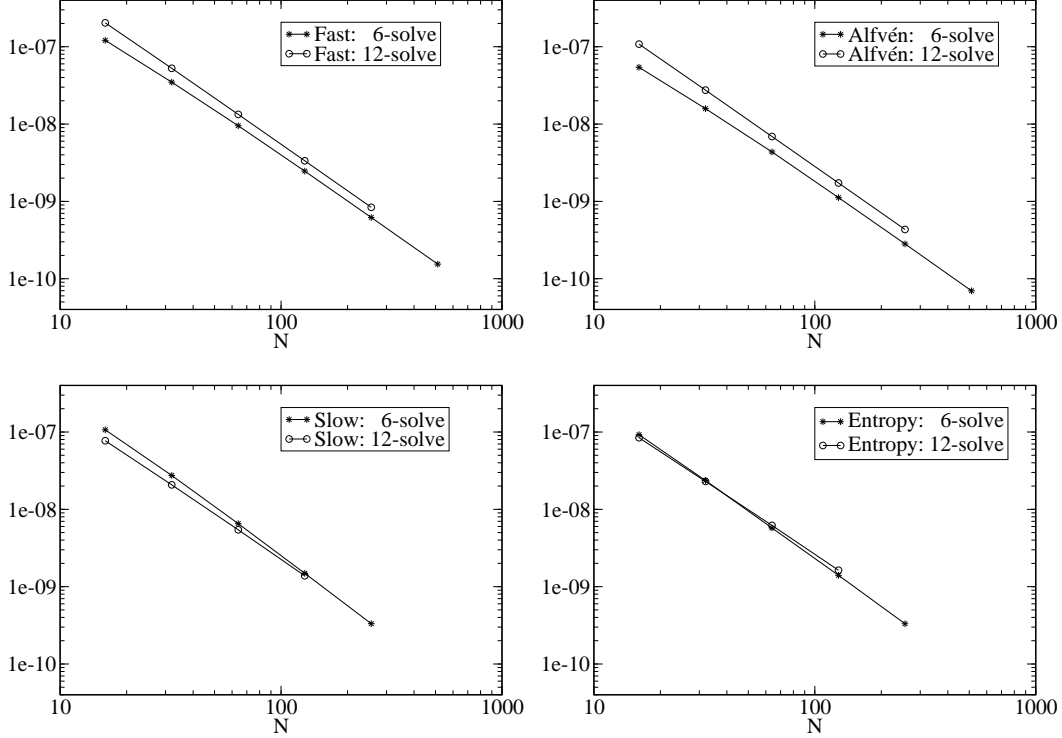 1e-07
1e-08
1e-09
1e-10
10
100
1000
N
Fast: 6-solve
Fast: 12-solve
1e-07
1e-08
1e-09
1e-10
10
100
1000
N
Alfvén: 6-solve
Alfvén: 12-solve
1e-07
1e-08
1e-09
1e-10
10
100
1000
N
Slow: 6-solve
Slow: 12-solve
1e-07
1e-08
1e-09
1e-10
10
100
1000
N
Entropy: 6-solve
Entropy: 12-solve